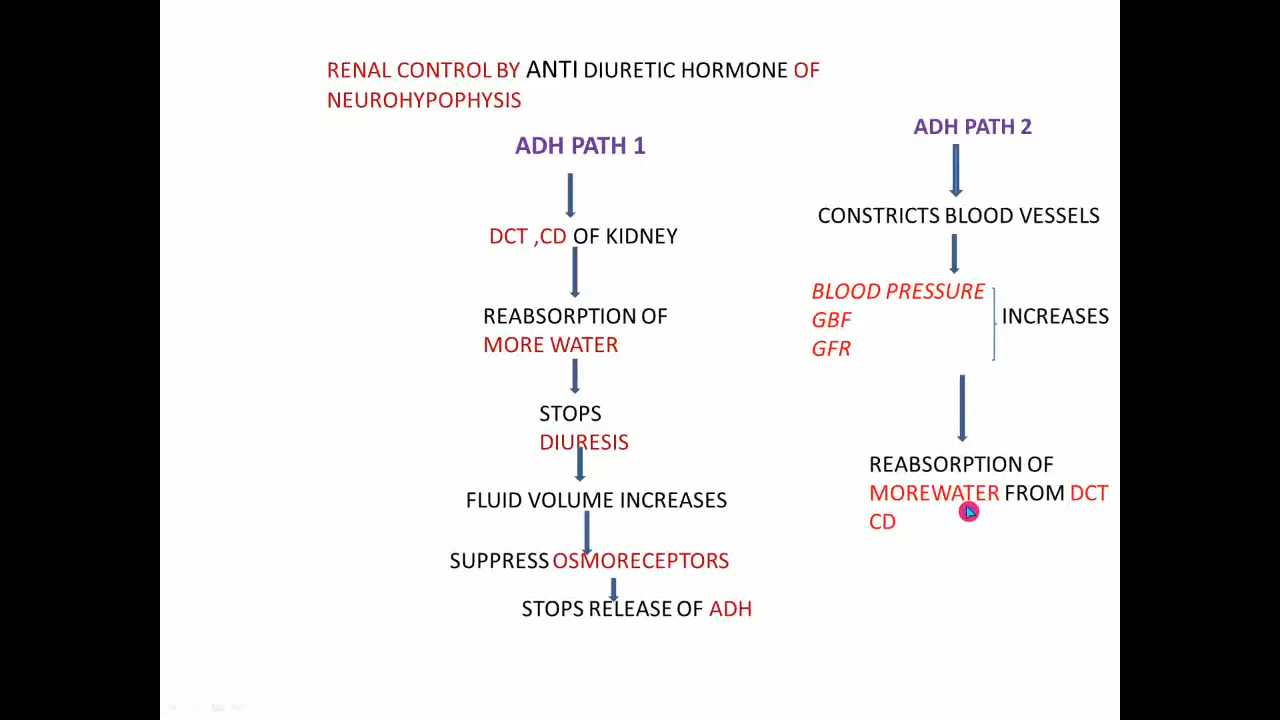 RENAL CONTROL BY ANTI DIURETIC HORMONE OF
NEUROHYPOPHYSIS
ADH PATH 1
DCT ,CD OF KIDNEY
REABSORPTION OF
MORE WATER
STOPS
DIURESIS
FLUID VOLUME INCREASES
SUPPRESS OSMORECEPTORS
STOPS RELEASE OF ADH
ADH PATH 2
CONSTRICTS BLOOD VESSELS
BLOOD PRESSURE
GBF
GFR
INCREASES
REABSORPTION OF
MOREWATER FROM DCT
CD